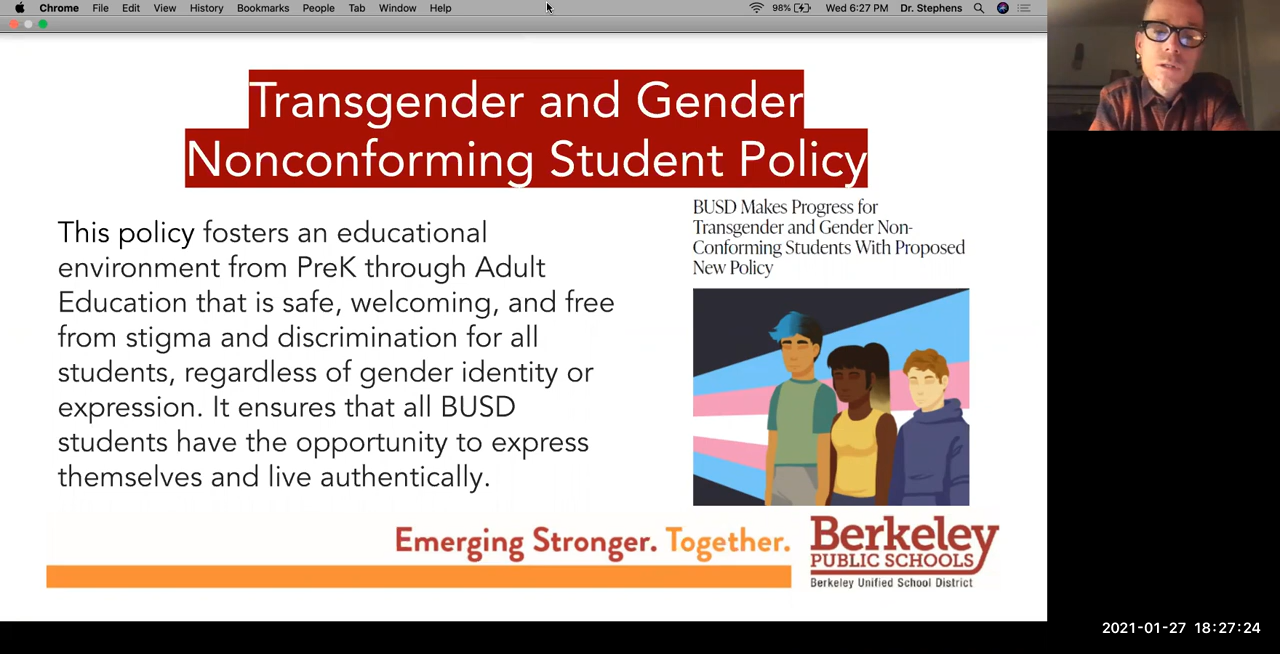 Chrome File Edit View History Bookmarks People Tab Window Help 98% Wed 6:27 PM Dr. Stephens
Transgender and Gender
Nonconforming Student Policy
This policy fosters an educational
environment from PreK through Adult
Education that is safe, welcoming, and free
from stigma and discrimination for all
students, regardless of gender identity or
expression. It ensures that all BUSD
students have the opportunity to express
themselves and live authentically.
BUSD Makes Progress for
Transgender and Gender Non-
Conforming Students With Proposed
New Policy
Emerging Stronger. Together.
Berkeley
PUBLIC SCHOOLS
Berkeley Unified School District
2021-01-27 18:27:24